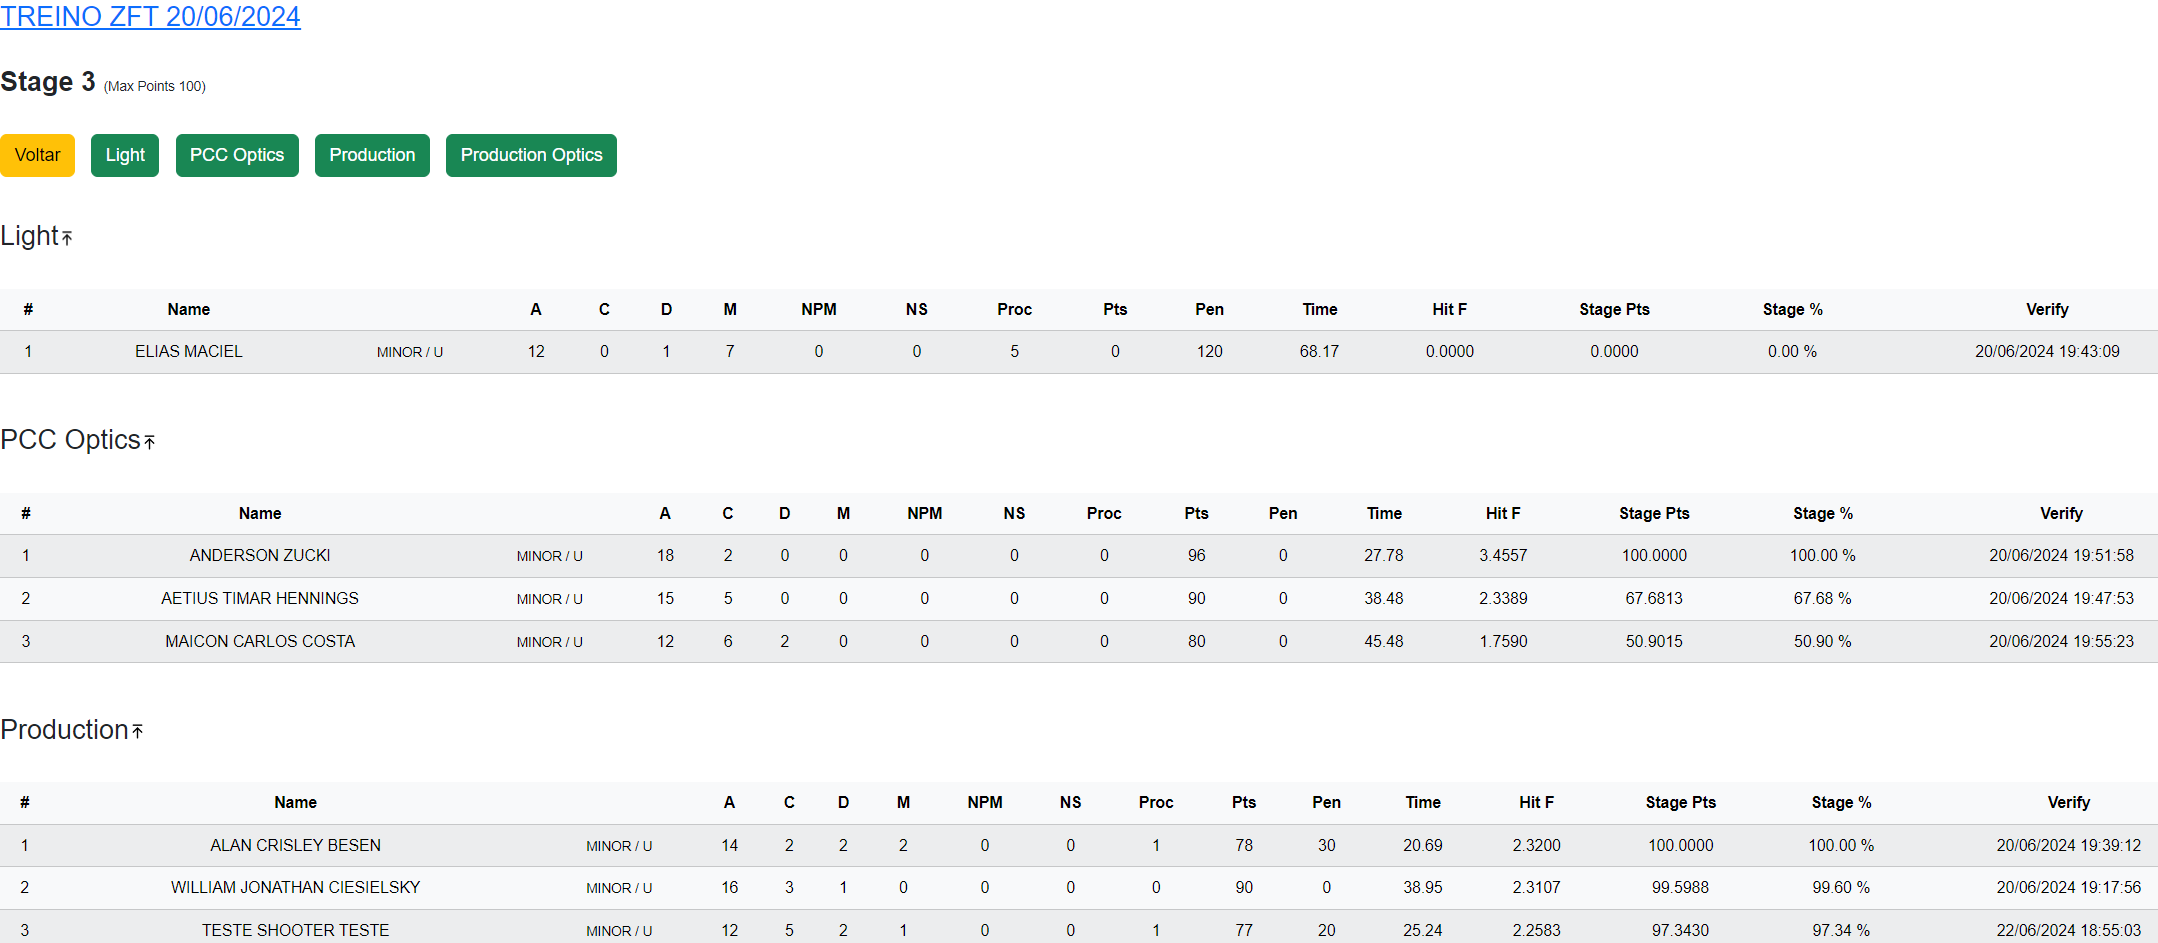 TREINO ZFT 20/06/2024
Stage 3 (Max Points 100)
Voltar Light PCC Optics Production Production Optics
Light
# Name A C D M NPM NS Proc Pts Pen Time Hit F Stage Pts Stage % Verify
1 ELIAS MACIEL MINOR / U 12 0 1 7 0 0 5 0 120 68.17 0.0000 0.0000 0.00 % 20/06/2024 19:43:09
PCC Optics
# Name A C D M NPM NS Proc Pts Pen Time Hit F Stage Pts Stage % Verify
1 ANDERSON ZUCKI MINOR / U 18 2 0 0 0 0 0 96 0 27.78 3.4557 100.0000 100.00 % 20/06/2024 19:51:58
2 AETIUS TIMAR HENNINGS MINOR / U 15 5 0 0 0 0 0 90 0 38.48 2.3389 67.6813 67.68 % 20/06/2024 19:47:53
3 MAICON CARLOS COSTA MINOR / U 12 6 2 0 0 0 0 80 0 45.48 1.7590 50.9015 50.90 % 20/06/2024 19:55:23
Production
# Name A C D M NPM NS Proc Pts Pen Time Hit F Stage Pts Stage % Verify
1 ALAN CRISLEY BESEN MINOR / U 14 2 2 2 0 0 1 78 30 20.69 2.3200 100.0000 100.00 % 20/06/2024 19:39:12
2 WILLIAM JONATHAN CIESIELSKY MINOR / U 16 3 1 0 0 0 0 90 0 38.95 2.3107 99.5988 99.60 % 20/06/2024 19:17:56
3 TESTE SHOOTER TESTE MINOR / U 12 5 2 1 0 0 1 77 20 25.24 2.2583 97.3430 97.34 % 22/06/2024 18:55:03